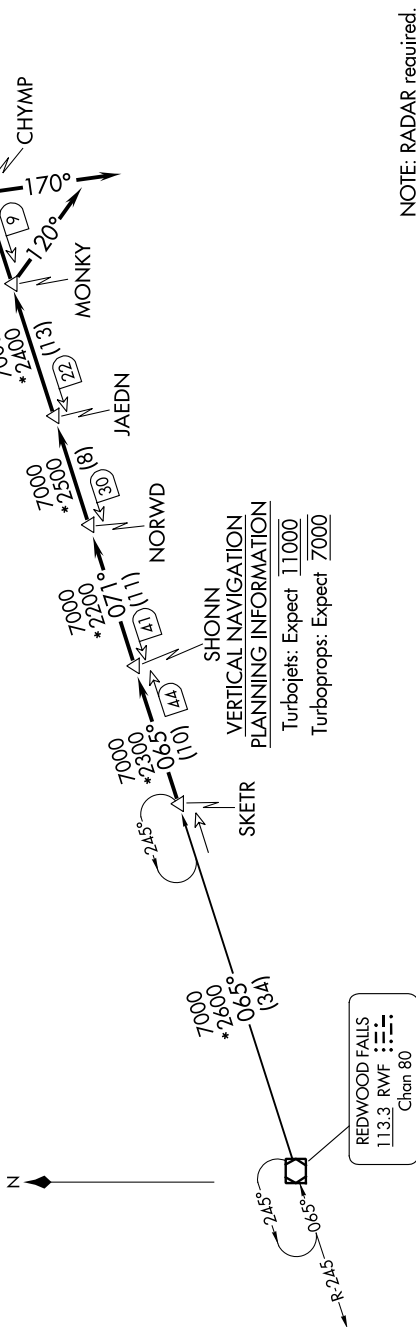 CHYMP
170°
9
120°
MONKY
*2400
(13)
22
JAEDN
7000
*2500
(8)
30
NORWD
7000
*2200
071°
(11)
41
SHONN
VERTICAL NAVIGATION
PLANNING INFORMATION
Turbojets: Expect 11000
Turboprops: Expect 7000
44
7000
*2300
065°
(10)
245°
SKETR
7000
*2600
065°
(34)
N
245°
065°
R-245
REDWOOD FALLS
113.3 RWF
Chan 80
NOTE: RADAR required.